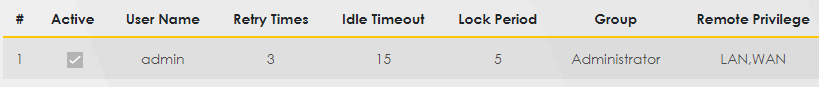 # Active User Name Retry Times Idle Timeout Lock Period Group Remote Privilege
1 admin 3 15 5 Administrator LAN,WAN